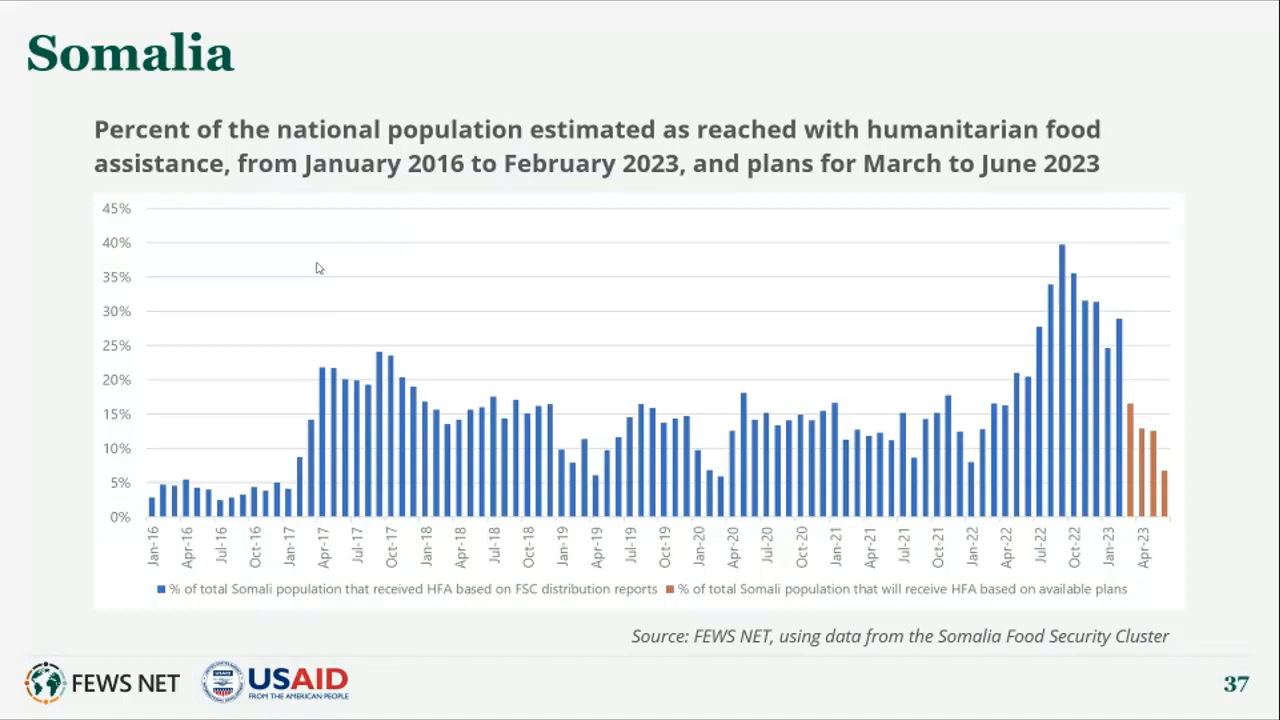 Somalia
Percent of the national population estimated as reached with humanitarian food
assistance, from January 2016 to February 2023, and plans for March to June 2023
45%
40%
35%
30%
25%
20%
15%
10%
5%
0%
Jan-16
Apr-16
Jul-16
Oct-16
Jan-17
Apr-17
Jul-17
Oct-17
Jan-18
Apr-18
Jul-18
Oct-18
Jan-19
Apr-19
Jul-19
Oct-19
Jan-20
Apr-20
Jul-20
Oct-20
Jan-21
Apr-21
Jul-21
Oct-21
Jan-22
Apr-22
Jul-22
Oct-22
Jan-23
Apr-23
% of total Somali population that received HFA based on FSC distribution reports
% of total Somali population that will receive HFA based on available plans
Source: FEWS NET, using data from the Somalia Food Security Cluster
FEWS NET
USAID
USAID
FROM THE AMERICAN PEOPLE
37